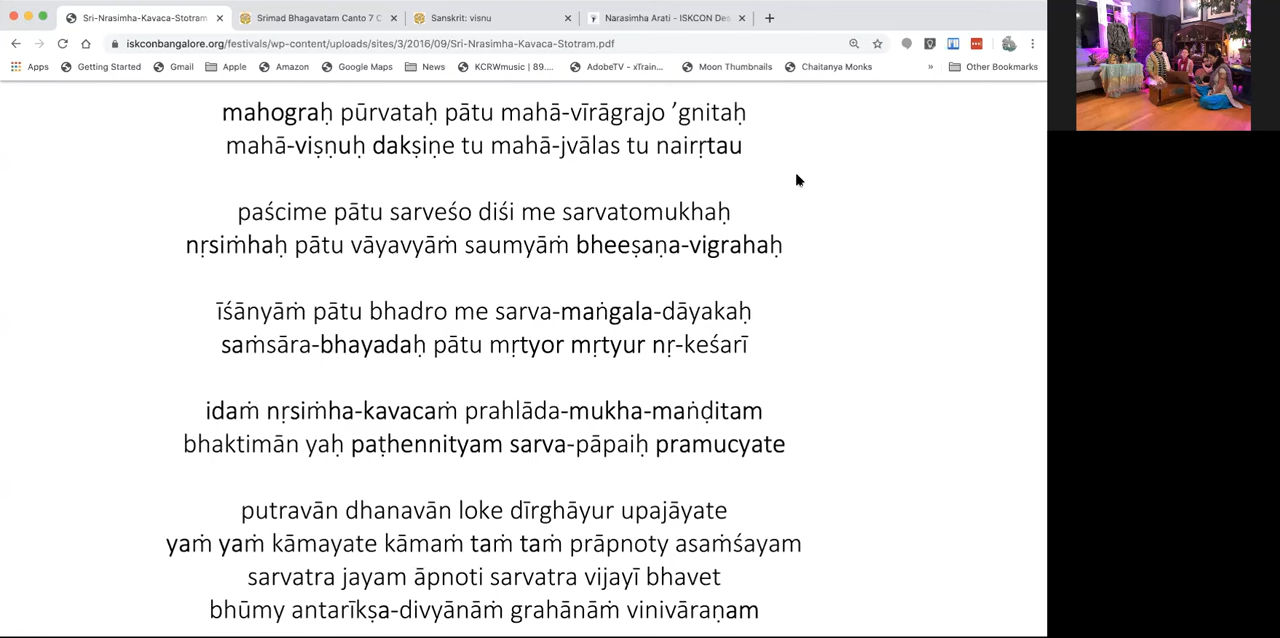 Sri-Nrasimha-Kavaca-Stotram
Srimad Bhagavatam Canto 7 C
Sanskrit: visnu
Narasimha Arati - ISKCON Des
iskconbangalore.org/festivals/wp-content/uploads/sites/3/2016/09/Sri-Nrasimha-Kavaca-Stotram.pdf
Apps Getting Started Gmail Apple Amazon Google Maps News KCRWmusic | 89.... AdobeTV - xTrain... Moon Thumbnails Chaitanya Monks » Other Bookmarks
mahograḥ pūrvataḥ pātu mahā-vīrāgrajo ’gnitaḥ
mahā-viṣṇuḥ dakṣiṇe tu mahā-jvālas tu nairṛtau
paścime pātu sarveśo diśi me sarvatomukhaḥ
nṛsiṁhaḥ pātu vāyavyāṁ saumyāṁ bheeṣaṇa-vigrahaḥ
īśānyāṁ pātu bhadro me sarva-maṅgala-dāyakaḥ
saṁsāra-bhayadaḥ pātu mṛtyor mṛtyur nṛ-keśarī
idaṁ nṛsiṁha-kavacaṁ prahlāda-mukha-maṅḍitam
bhaktimān yaḥ paṭhennityam sarva-pāpaiḥ pramucyate
putravān dhanavān loke dīrghāyur upajāyate
yaṁ yaṁ kāmayate kāmaṁ taṁ taṁ prāpnoty asaṁśayam
sarvatra jayam āpnoti sarvatra vijayī bhavet
bhūmy antarīkṣa-divyānāṁ grahānāṁ vinivāraṇam